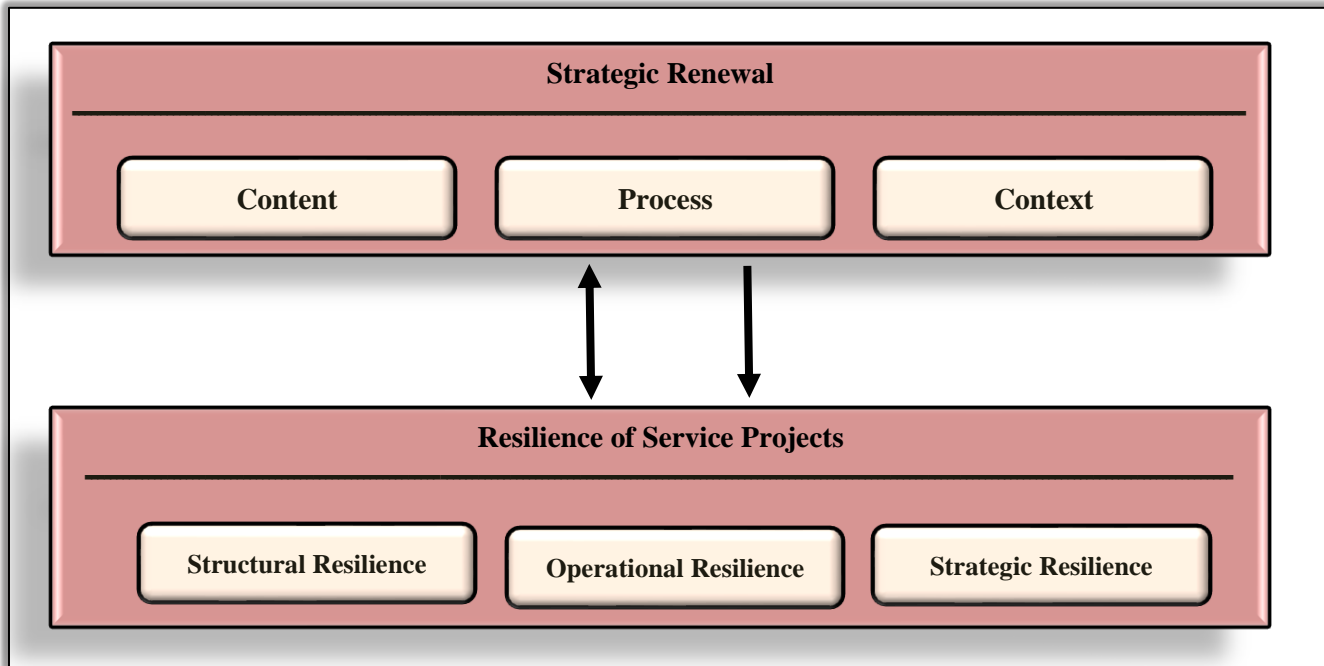 Strategic Renewal
Content
Process
Context
Resilience of Service Projects
Structural Resilience
Operational Resilience
Strategic Resilience